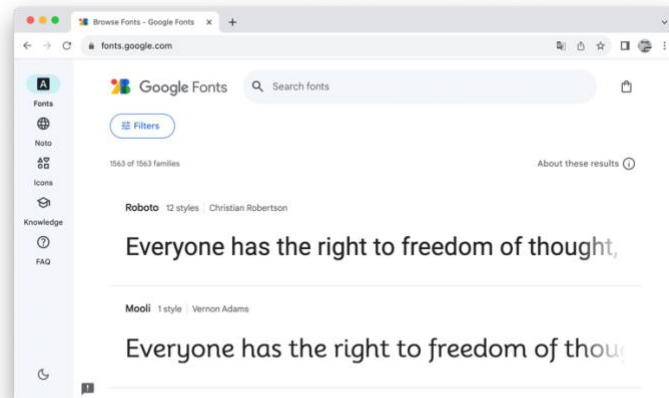 Browse Fonts - Google Fonts
fonts.google.com
Google Fonts
Search fonts
Fonts
Noto
Icons
Knowledge
FAQ
Filters
1563 of 1563 families
About these results
Roboto 12 styles Christian Robertson
Everyone has the right to freedom of thought,
Mooli 1 style Vernon Adams
Everyone has the right to freedom of thou